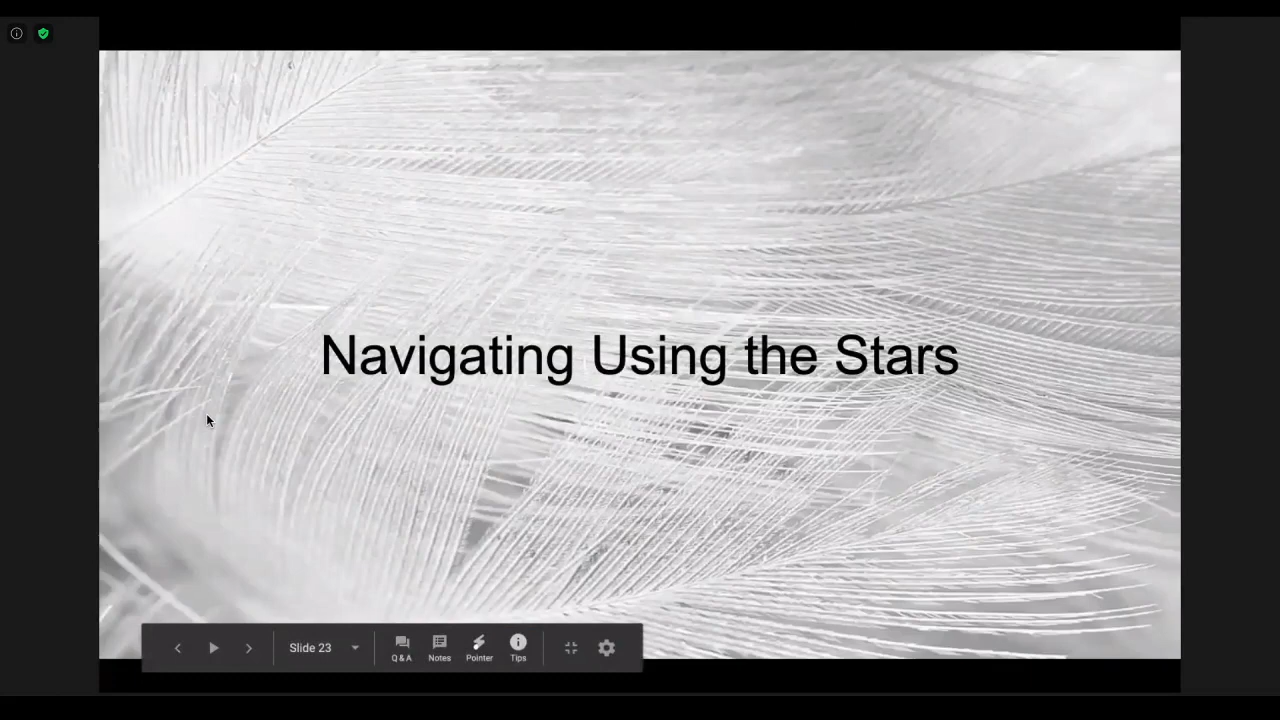 Navigating Using the Stars
Slide 23
Q & A
Notes
Pointer
Tips